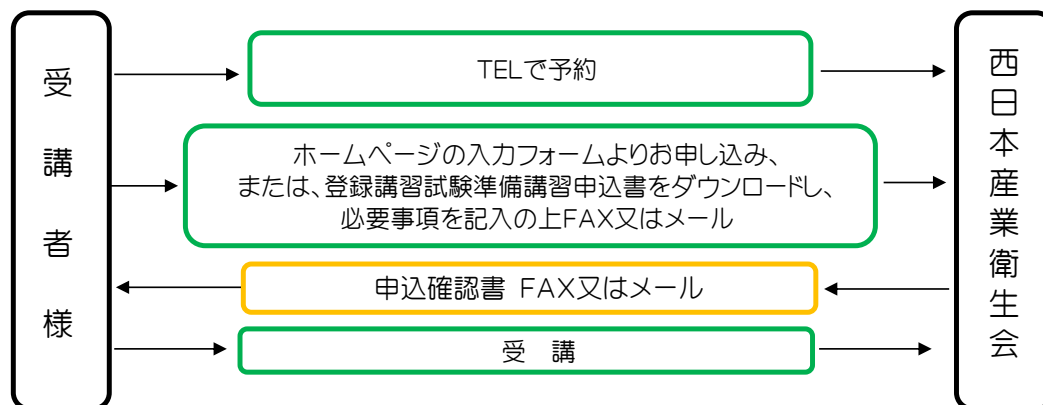 受講者様
TELで予約
ホームページの入力フォームよりお申し込み、
または、登録講習試験準備講習申込書をダウンロードし、
必要事項を記入の上FAX又はメール
申込確認書 FAX又はメール
受　講
西日本産業衛生会